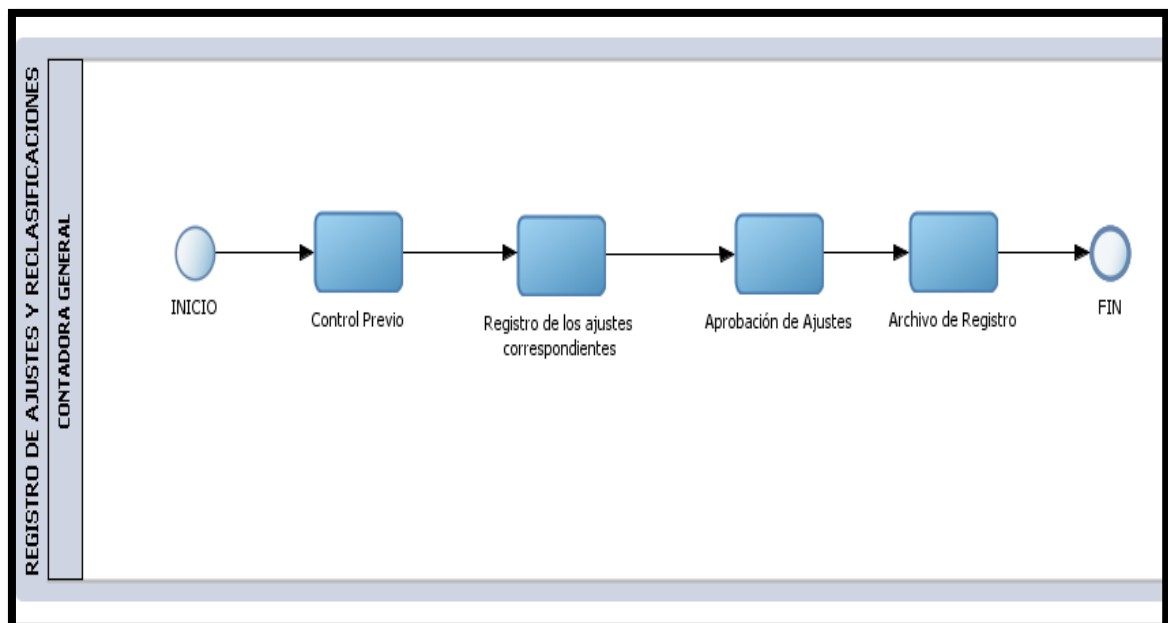 REGISTRO DE AJUSTES Y RECLASIFICACIONES
CONTADORA GENERAL
INICIO
Control Previo
Registro de los ajustes
correspondientes
Aprobación de Ajustes
Archivo de Registro
FIN